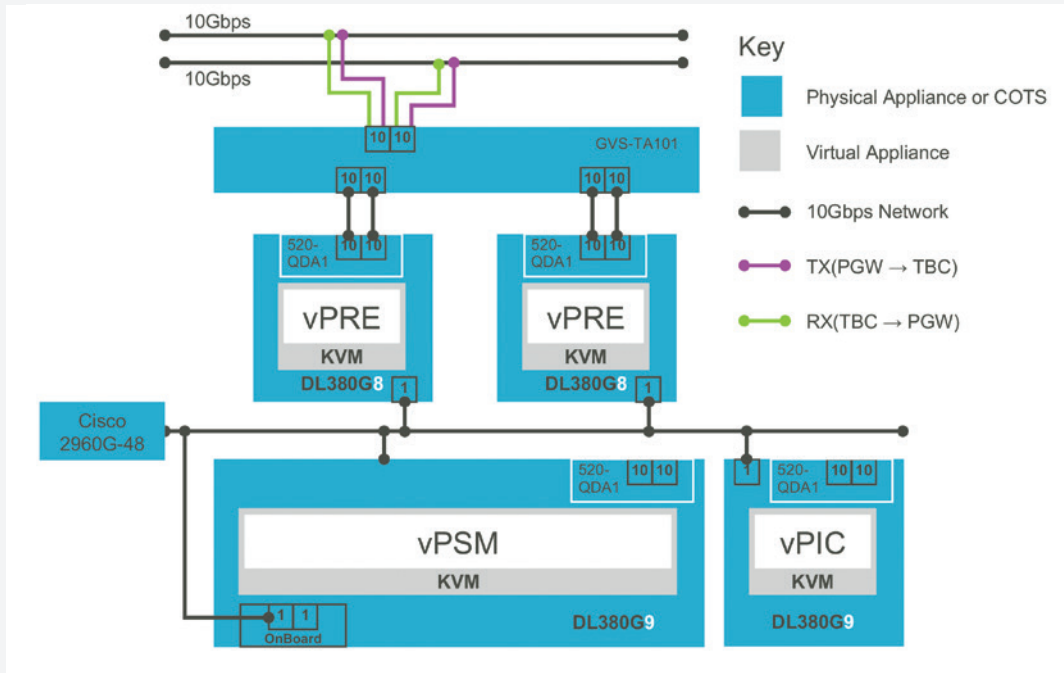 10Gbps
10Gbps
Key
Physical Appliance or COTS
Virtual Appliance
10Gbps Network
TX(PGW → TBC)
RX(TBC → PGW)
10 10
GVS-TA101
10 10
10 10
520-
QDA1
10 10
vPRE
KVM
DL380G8
1
520-
QDA1
10 10
vPRE
KVM
DL380G8
1
Cisco
2960G-48
520-
QDA1
10 10
vPSM
KVM
1 1
OnBoard
DL380G9
1
520-
QDA1
10 10
vPIC
KVM
DL380G9